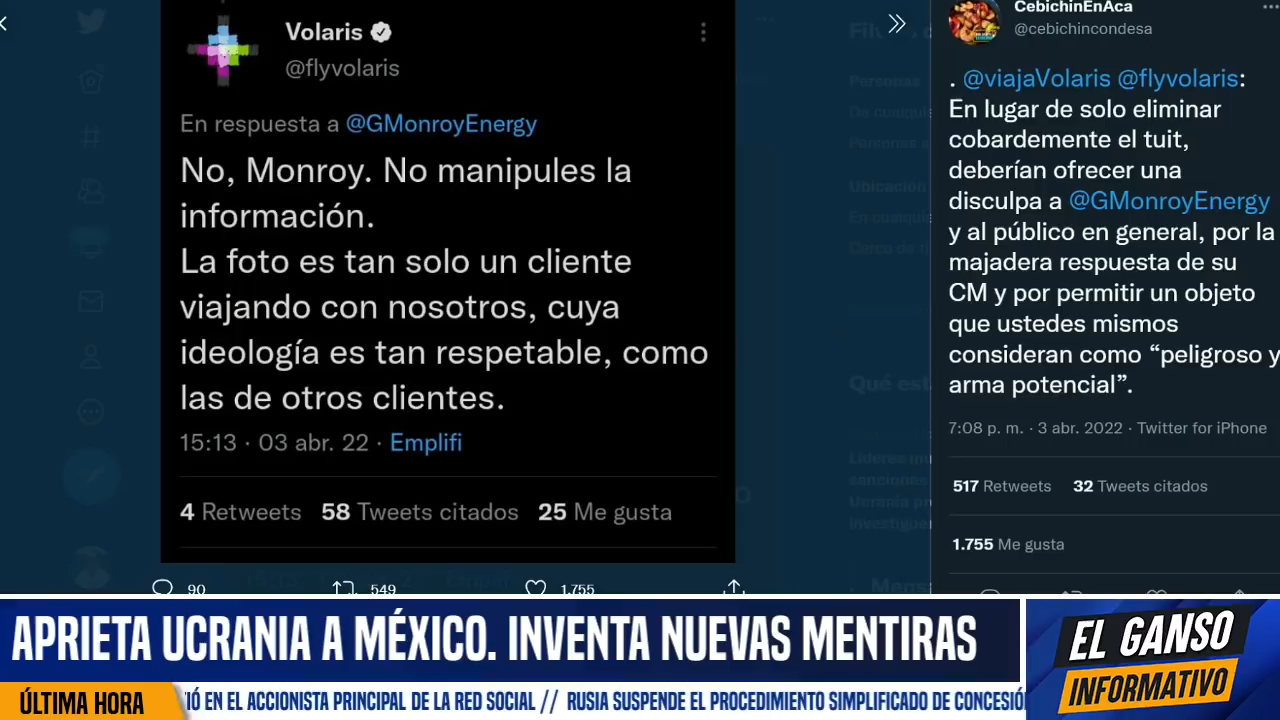 Volaris
@flyvolaris
En respuesta a @GMonroyEnergy
No, Monroy. No manipules la
información.
La foto es tan solo un cliente
viajando con nosotros, cuya
ideología es tan respetable, como
las de otros clientes.
15:13 · 03 abr. 22 · Emplifi
4 Retweets 58 Tweets citados 25 Me gusta
90 549 1.755
CebichinEnAca
@cebichincondesa
. @viajaVolaris @flyvolaris:
En lugar de solo eliminar
cobardemente el tuit,
deberían ofrecer una
disculpa a @GMonroyEnergy
y al público en general, por la
majadera respuesta de su
CM y por permitir un objeto
que ustedes mismos
consideran como “peligroso y
arma potencial”.
7:08 p. m. · 3 abr. 2022 · Twitter for iPhone
517 Retweets 32 Tweets citados
1.755 Me gusta
APRIETA UCRANIA A MÉXICO. INVENTA NUEVAS MENTIRAS
EL GANSO
INFORMATIVO
ÚLTIMA HORA
IÓ EN EL ACCIONISTA PRINCIPAL DE LA RED SOCIAL // RUSIA SUSPENDE EL PROCEDIMIENTO SIMPLIFICADO DE CONCESIÓN